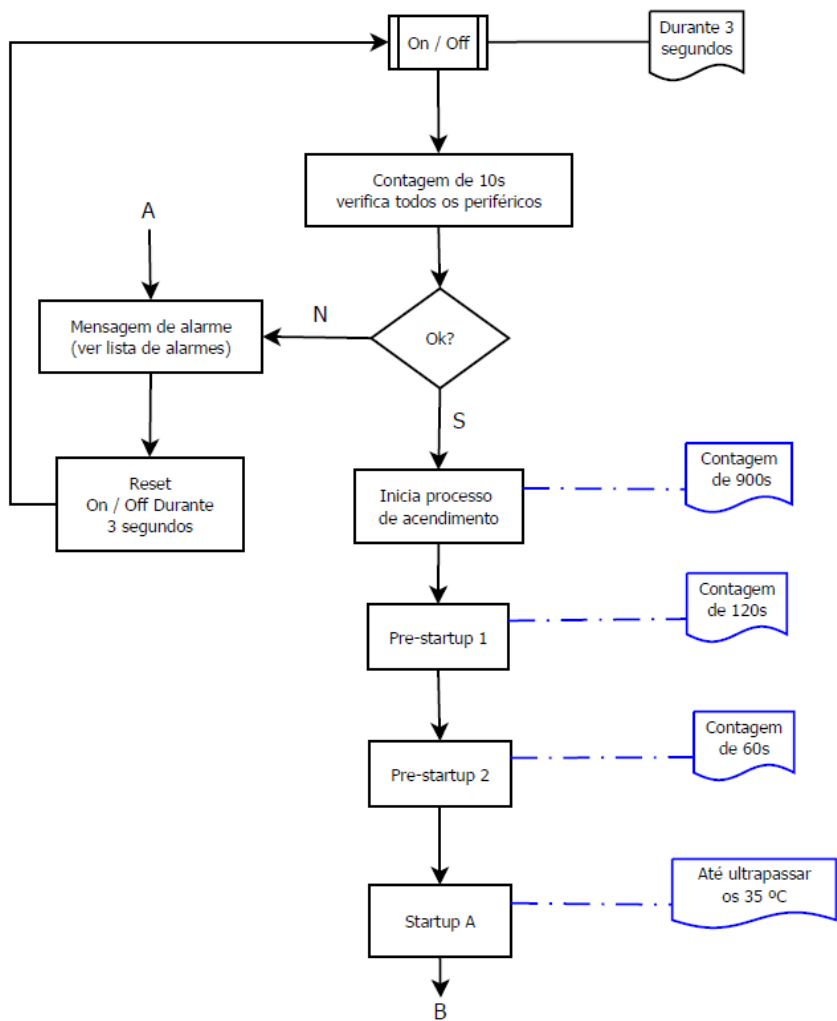 On / Off
Durante 3
segundos
Contagem de 10s
verifica todos os periféricos
A
Mensagem de alarme
(ver lista de alarmes)
N
Ok?
S
Reset
On / Off Durante
3 segundos
Inicia processo
de acendimento
Contagem
de 900s
Pre-startup 1
Contagem
de 120s
Pre-startup 2
Contagem
de 60s
Startup A
Até ultrapassar
os 35 ºC
B